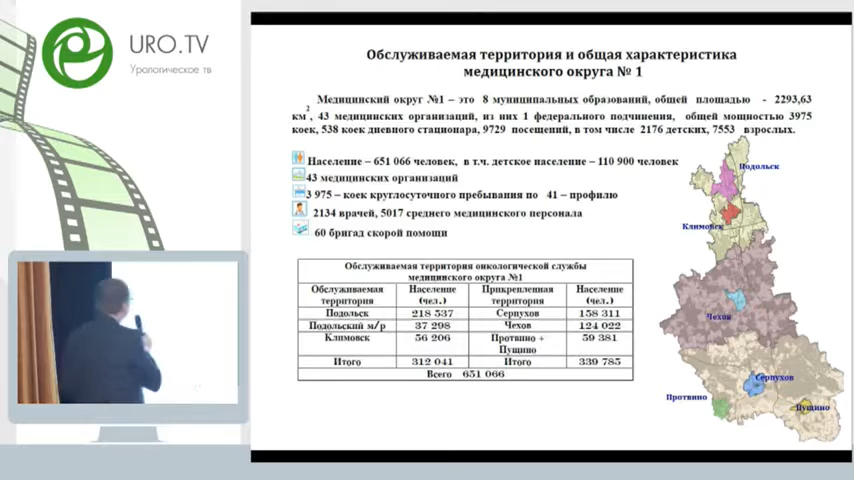 URO.TV
Урологическое тв
Обслуживаемая территория и общая характеристика
медицинского округа № 1
Медицинский округ №1 – это 8 муниципальных образований, общей площадью - 2293,63
км2, 43 медицинских организаций, из них 1 федерального подчинения, общей мощностью 3975
коек, 538 коек дневного стационара, 9729 посещений, в том числе 2176 детских, 7553 взрослых.
Население – 651 066 человек, в т.ч. детское население – 110 900 человек
43 медицинских организаций
3 975 – коек круглосуточного пребывания по 41 – профилю
2134 врачей, 5017 среднего медицинского персонала
60 бригад скорой помощи
Обслуживаемая территория онкологической службы
медицинского округа №1
Обслуживаемая территория Население (чел.) Прикрепленная территория Население (чел.)
Подольск 218 537 Серпухов 158 311
Подольский м/р 37 298 Чехов 124 022
Климовск 56 206 Протвино + Пущино 59 381
Итого 312 041 Итого 339 785
Всего 651 066
Подольск
Климовск
Чехов
Серпухов
Протвино
Пущино